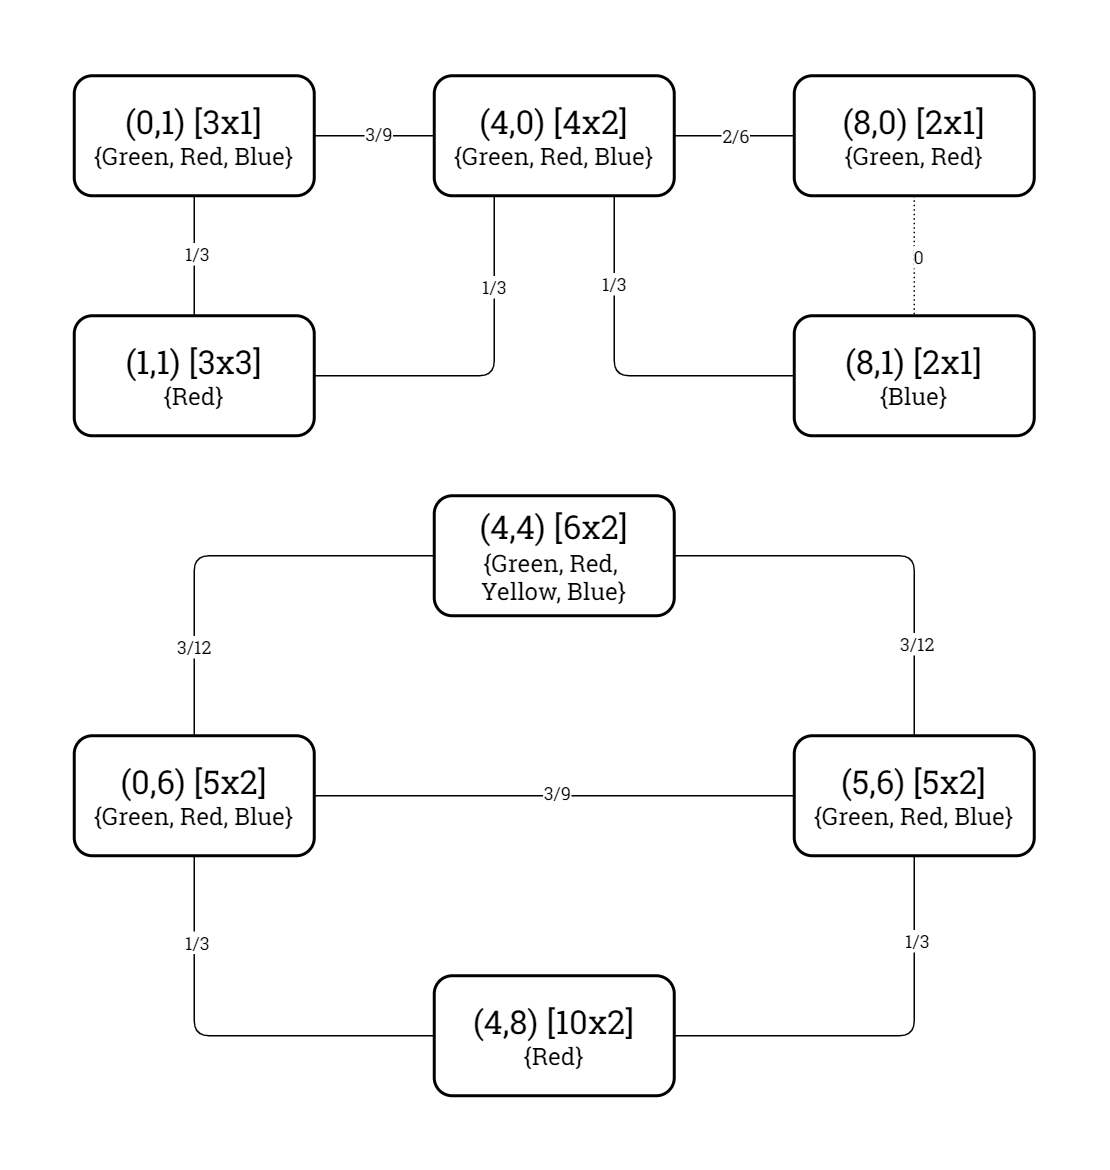 (0,1) [3x1]
{Green, Red, Blue}
3/9
(4,0) [4x2]
{Green, Red, Blue}
2/6
(8,0) [2x1]
{Green, Red}
1/3
1/3
1/3
0
(1,1) [3x3]
{Red}
(8,1) [2x1]
{Blue}
(4,4) [6x2]
{Green, Red,
Yellow, Blue}
3/12
3/12
(0,6) [5x2]
{Green, Red, Blue}
3/9
(5,6) [5x2]
{Green, Red, Blue}
1/3
1/3
(4,8) [10x2]
{Red}